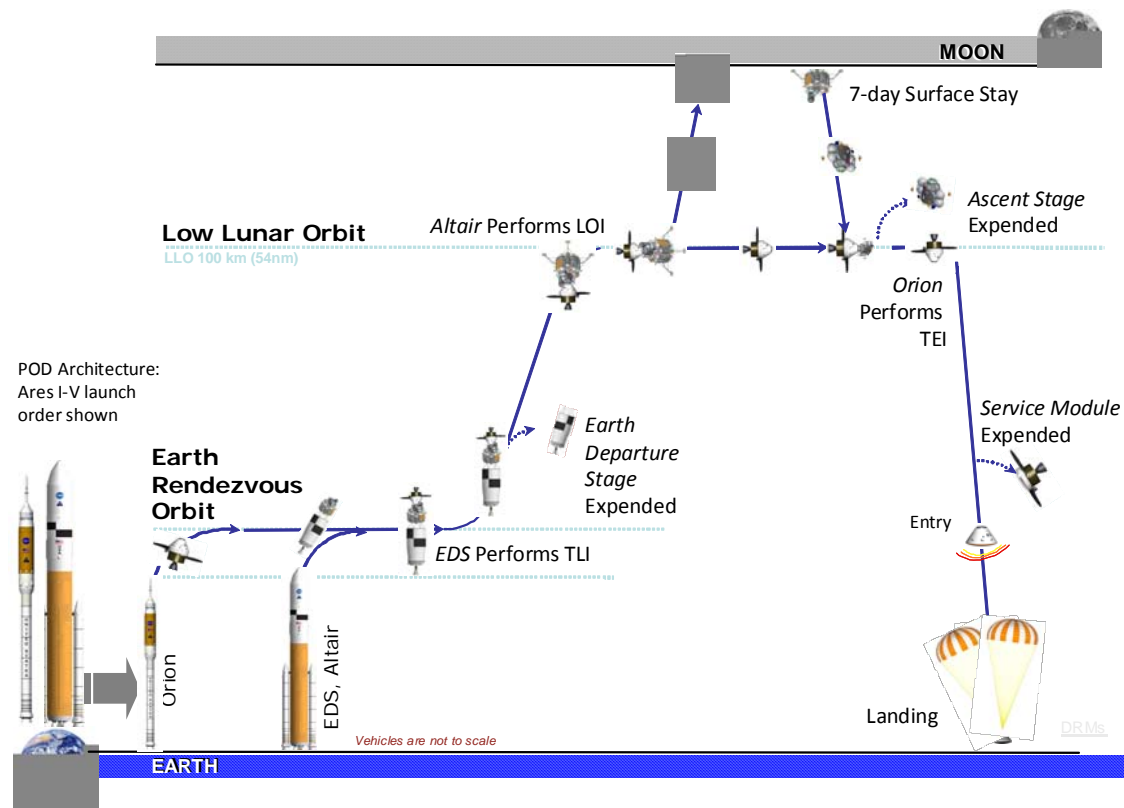 MOON
7-day Surface Stay
Altair Performs LOI
Ascent Stage
Expended
Low Lunar Orbit
LLO 100 km (54nm)
Orion
Performs
TEI
POD Architecture:
Ares I-V launch
order shown
Service Module
Expended
Earth
Departure
Stage
Expended
Earth
Rendezvous
Orbit
Entry
EDS Performs TLI
Orion
EDS, Altair
Landing
DRMs
Vehicles are not to scale
EARTH